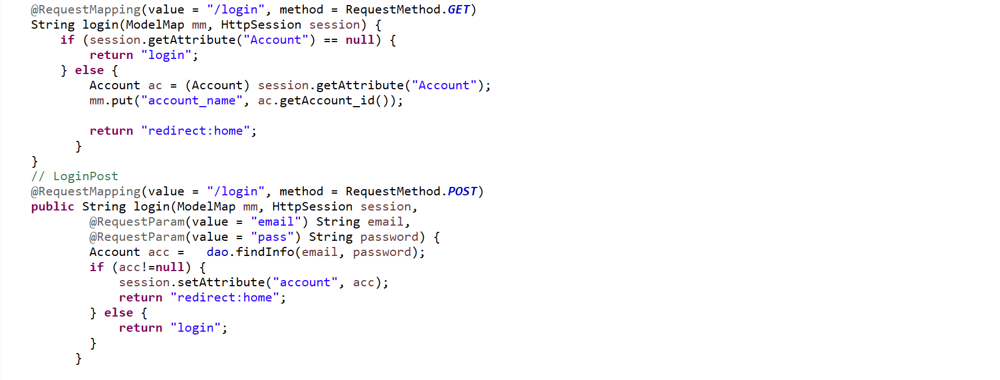 @RequestMapping(value = "/login", method = RequestMethod.GET)
String login(ModelMap mm, HttpSession session) {
    if (session.getAttribute("Account") == null) {
        return "login";
    } else {
        Account ac = (Account) session.getAttribute("Account");
        mm.put("account_name", ac.getAccount_id());

        return "redirect:home";
      }
}
// LoginPost
@RequestMapping(value = "/login", method = RequestMethod.POST)
public String login(ModelMap mm, HttpSession session,
        @RequestParam(value = "email") String email,
        @RequestParam(value = "pass") String password) {
        Account acc =   dao.findInfo(email, password);
        if (acc!=null) {
            session.setAttribute("account", acc);
            return "redirect:home";
        } else {
            return "login";
        }
      }